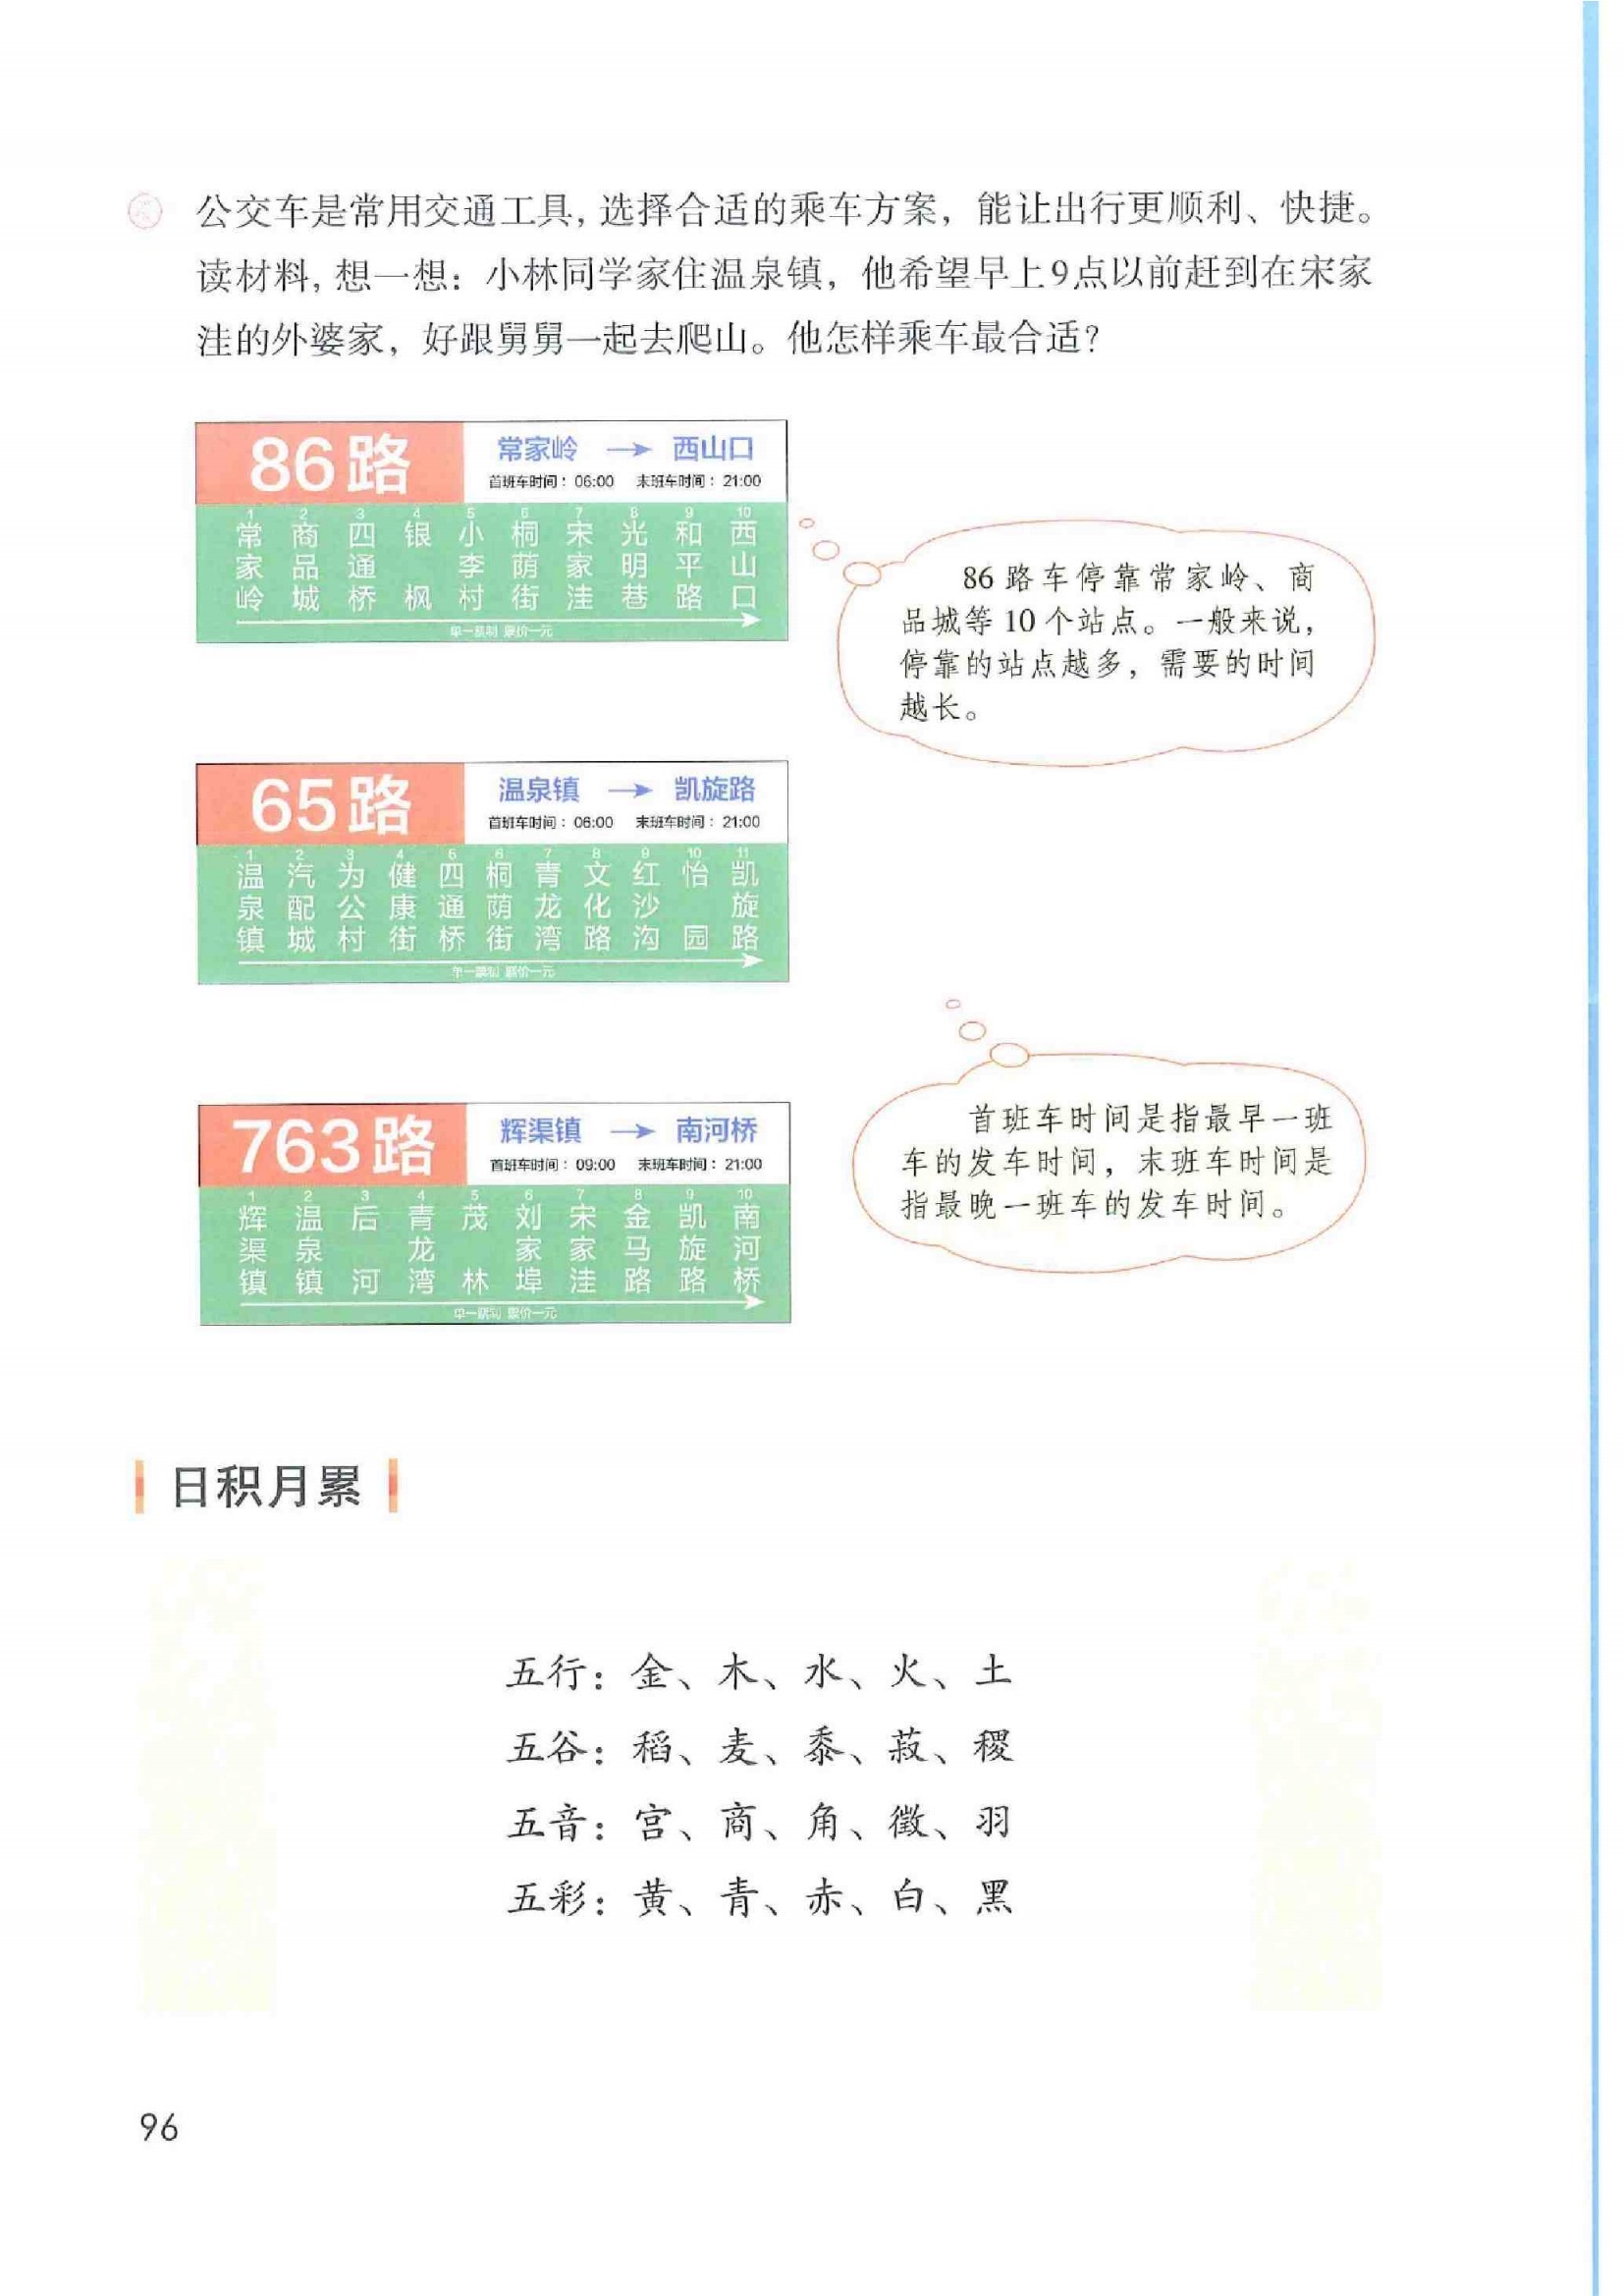 公交车是常用交通工具，选择合适的乘车方案，能让出行更顺利、快捷。
读材料，想一想：小林同学家住温泉镇，他希望早上9点以前赶到在宋家
洼的外婆家，好跟舅舅一起去爬山。他怎样乘车最合适？
86路
常家岭 → 西山口
首班车时间：06:00 末班车时间：21:00
1 常家岭
2 商品城
3 四通桥
4 银枫
5 小李村
6 桐荫街
7 宋家洼
8 光明巷
9 和平路
10 西山口
单一票制 票价一元
86路车停靠常家岭、商
品城等10个站点。一般来说，
停靠的站点越多，需要的时间
越长。
65路
温泉镇 → 凯旋路
首班车时间：06:00 末班车时间：21:00
1 温泉镇
2 汽配城
3 为公村
4 健康街
5 四通桥
6 桐荫街
7 青龙湾
8 文化路
9 红沙沟
10 怡园
11 凯旋路
单一票制 票价一元
763路
辉渠镇 → 南河桥
首班车时间：09:00 末班车时间：21:00
1 辉渠镇
2 温泉镇
3 后河
4 青龙湾
5 茂林
6 刘家埠
7 宋家洼
8 金马路
9 凯旋路
10 南河桥
单一票制 票价一元
首班车时间是指最早一班
车的发车时间，末班车时间是
指最晚一班车的发车时间。
日积月累
五行：金、木、水、火、土
五谷：稻、麦、黍、菽、稷
五音：宫、商、角、徵、羽
五彩：黄、青、赤、白、黑
96